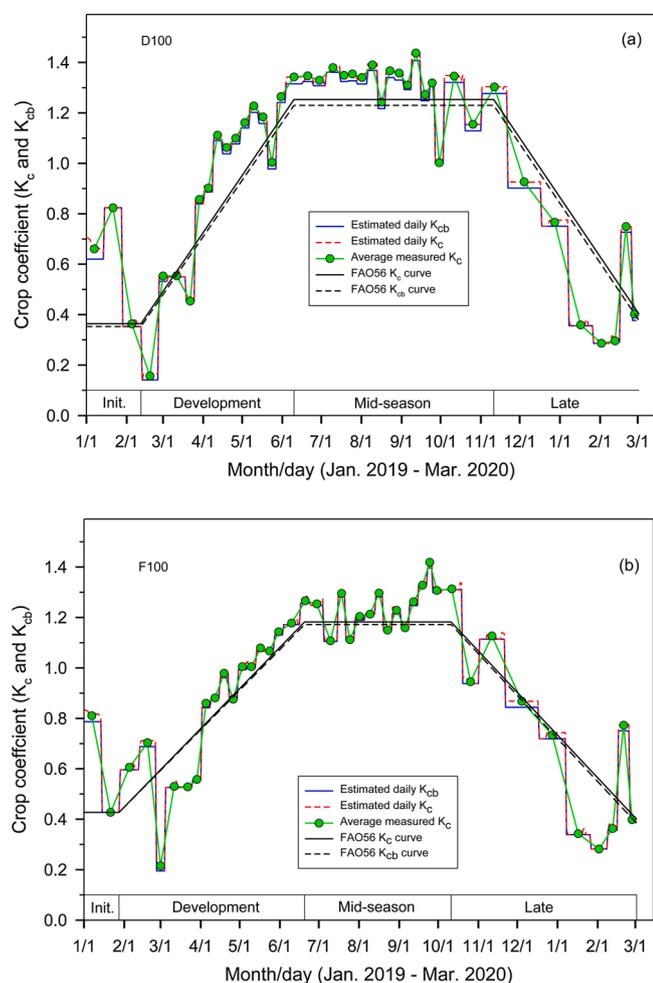 D100
(a)
1.4
1.2
1.0
0.8
0.6
0.4
0.2
0.0
Crop coeffcient (Kc and Kcb)
Estimated daily Kcb
Estimated daily Kc
Average measured Kc
FAO56 Kc curve
FAO56 Kcb curve
Init. Development Mid-season Late
1/1 2/1 3/1 4/1 5/1 6/1 7/1 8/1 9/1 10/1 11/1 12/1 1/1 2/1 3/1
Month/day (Jan. 2019 - Mar. 2020)
F100
(b)
1.4
1.2
1.0
0.8
0.6
0.4
0.2
0.0
Crop coeffcient (Kc and Kcb)
Estimated daily Kcb
Estimated daily Kc
Average measured Kc
FAO56 Kc curve
FAO56 Kcb curve
Init. Development Mid-season Late
1/1 2/1 3/1 4/1 5/1 6/1 7/1 8/1 9/1 10/1 11/1 12/1 1/1 2/1 3/1
Month/day (Jan. 2019 - Mar. 2020)